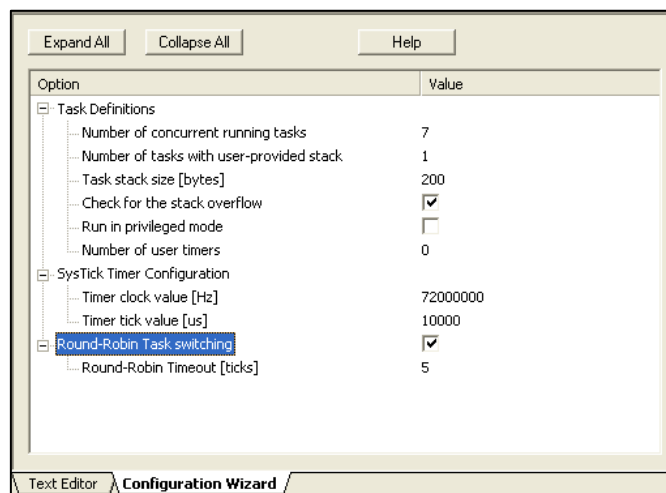 Expand All Collapse All Help
Option Value
Task Definitions
Number of concurrent running tasks 7
Number of tasks with user-provided stack 1
Task stack size [bytes] 200
Check for the stack overflow
Run in privileged mode
Number of user timers 0
SysTick Timer Configuration
Timer clock value [Hz] 72000000
Timer tick value [us] 10000
Round-Robin Task switching
Round-Robin Timeout [ticks] 5
Text Editor Configuration Wizard